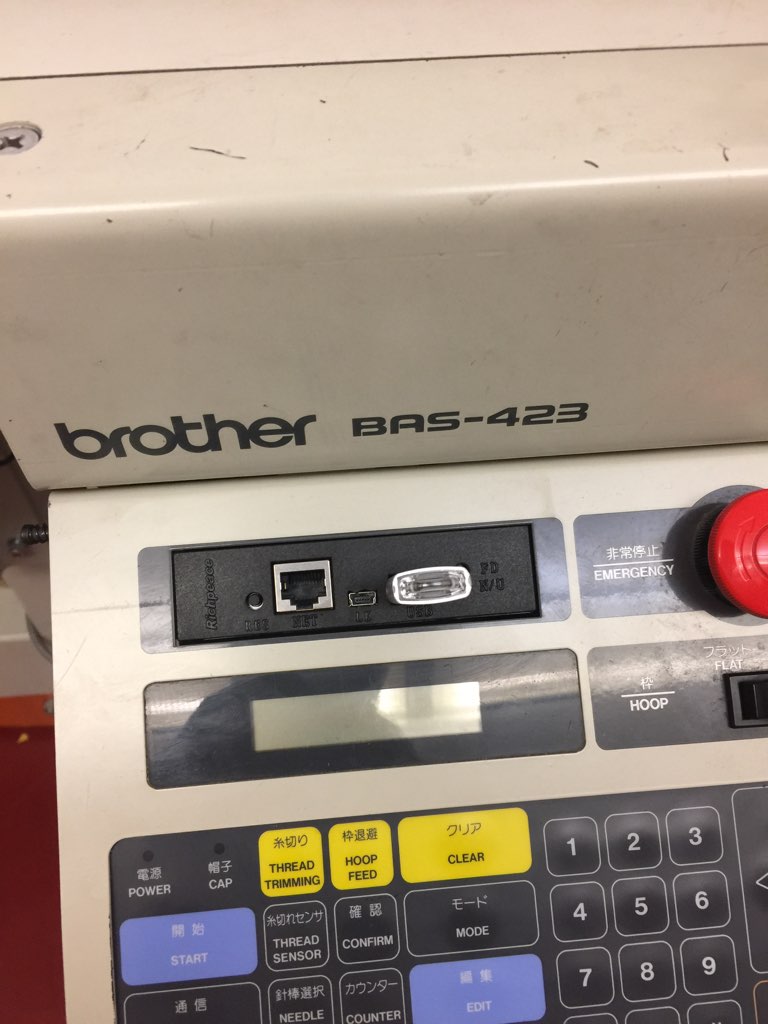 brother BAS-423
Richpeace
REC NET
USB
FD
N/U
非常停止
EMERGENCY
フラット
FLAT
枠
HOOP
電源
POWER
帽子
CAP
糸切り
THREAD
TRIMMING
枠退避
HOOP
FEED
クリア
CLEAR
1 2 3
開始
START
糸切れセンサ
THREAD
SENSOR
確認
CONFIRM
モード
MODE
4 5 6
通信
針棒選択
NEEDLE
カウンター
COUNTER
編集
EDIT
7 8 9